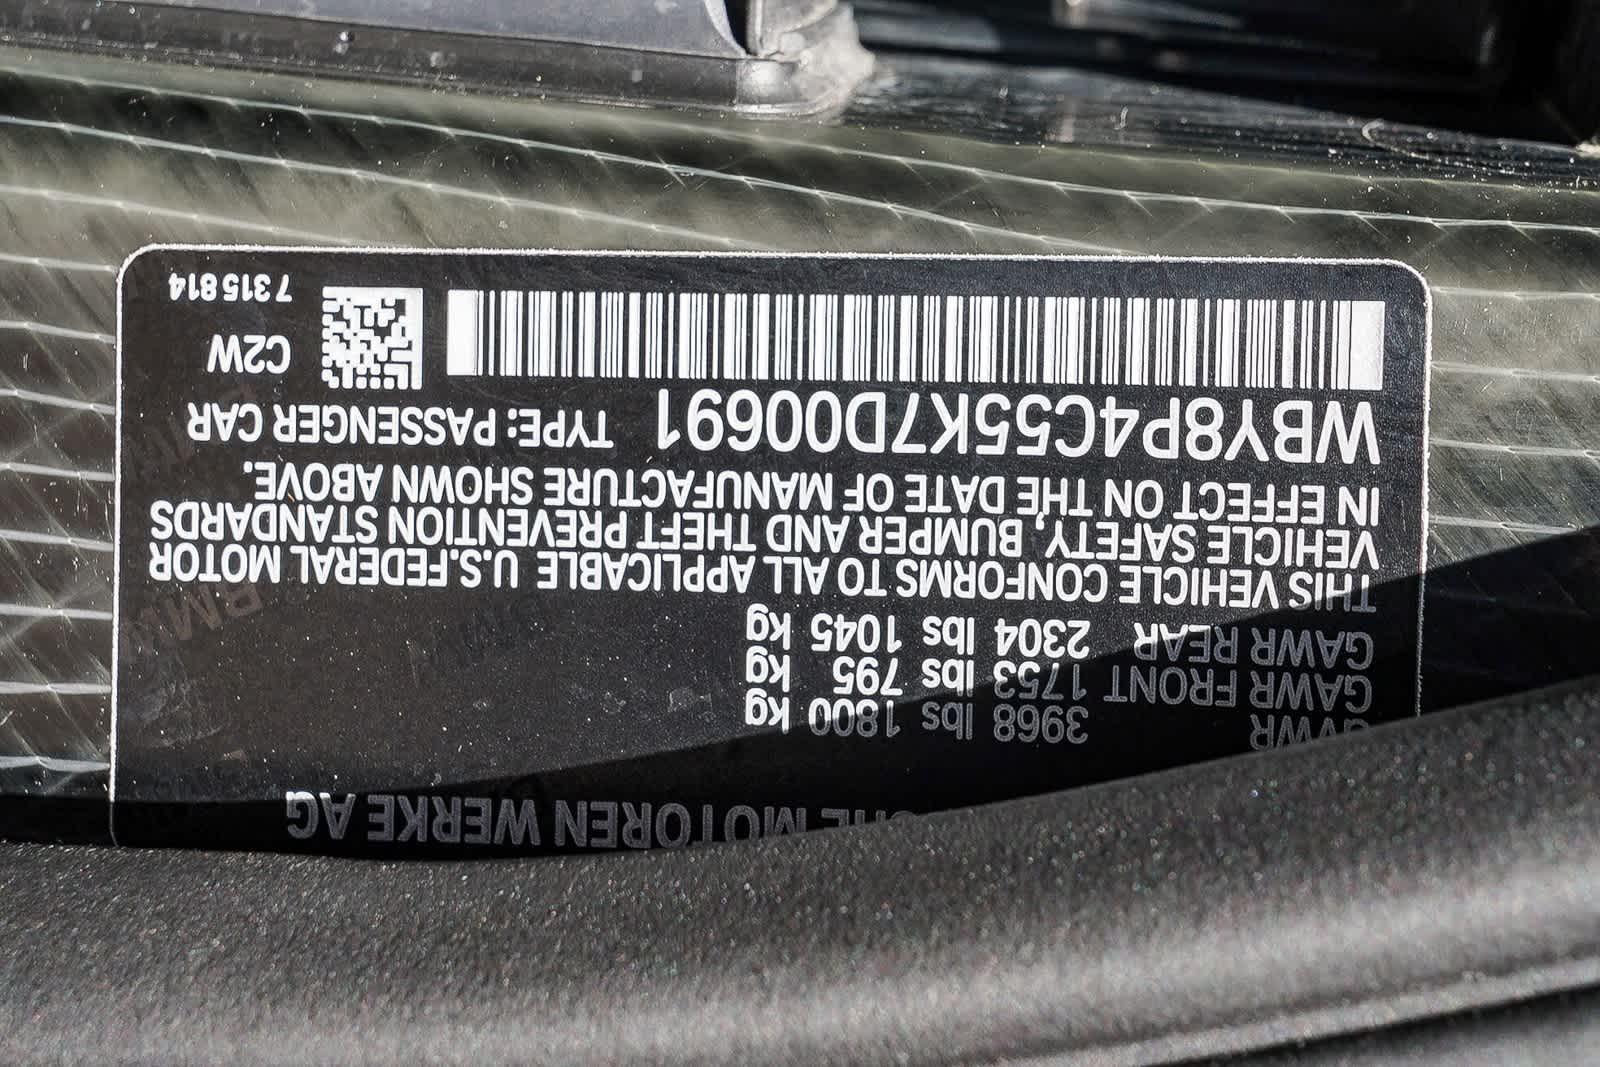 MOTOREN WERKE AG
GVWR 3968 lbs 1800 kg
GAWR FRONT 1753 lbs 795 kg
GAWR REAR 2304 lbs 1045 kg
THIS VEHICLE CONFORMS TO ALL APPLICABLE U.S.FEDERAL MOTOR
VEHICLE SAFETY, BUMPER AND THEFT PREVENTION STANDARDS
IN EFFECT ON THE DATE OF MANUFACTURE SHOWN ABOVE.
WBY8P4C55K7D00691 TYPE: PASSENGER CAR
C2W
7315814